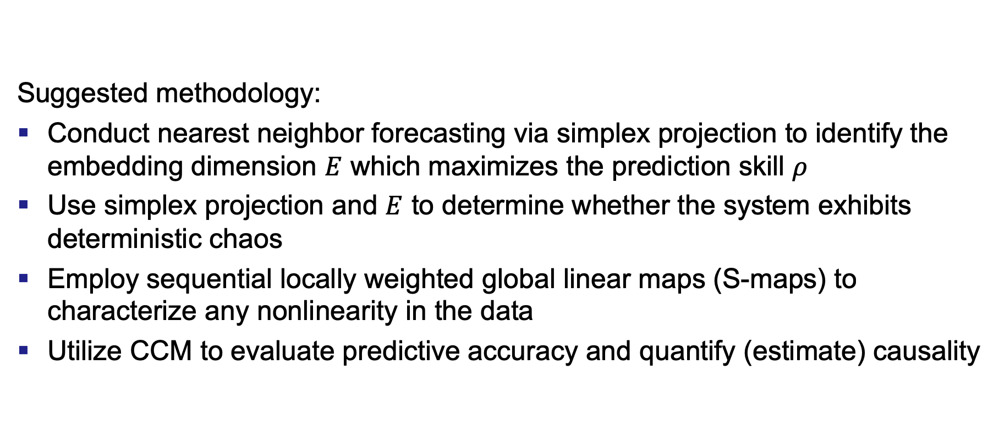 Suggested methodology:
▪ Conduct nearest neighbor forecasting via simplex projection to identify the
embedding dimension 𝐸 which maximizes the prediction skill 𝜌
▪ Use simplex projection and 𝐸 to determine whether the system exhibits
deterministic chaos
▪ Employ sequential locally weighted global linear maps (S-maps) to
characterize any nonlinearity in the data
▪ Utilize CCM to evaluate predictive accuracy and quantify (estimate) causality